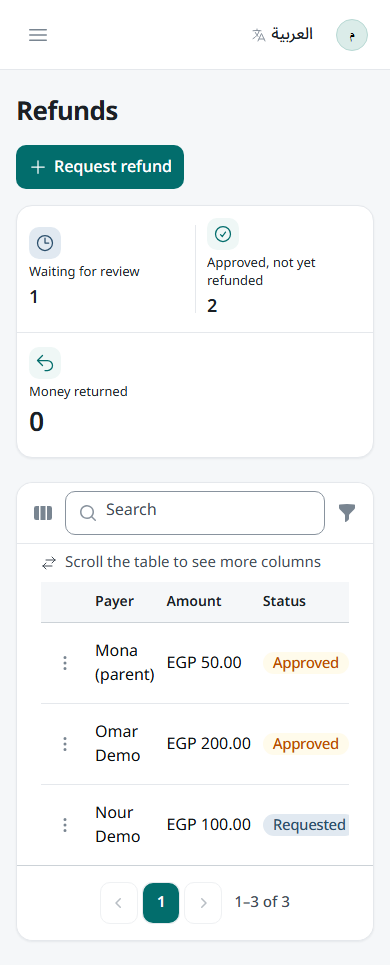 العربية
م
Refunds
Request refund
Waiting for review
1
Approved, not yet
refunded
2
Money returned
0
Search
Scroll the table to see more columns
Payer Amount Status
Mona
(parent) EGP 50.00 Approved
Omar
Demo EGP 200.00 Approved
Nour
Demo EGP 100.00 Requested
1 1–3 of 3